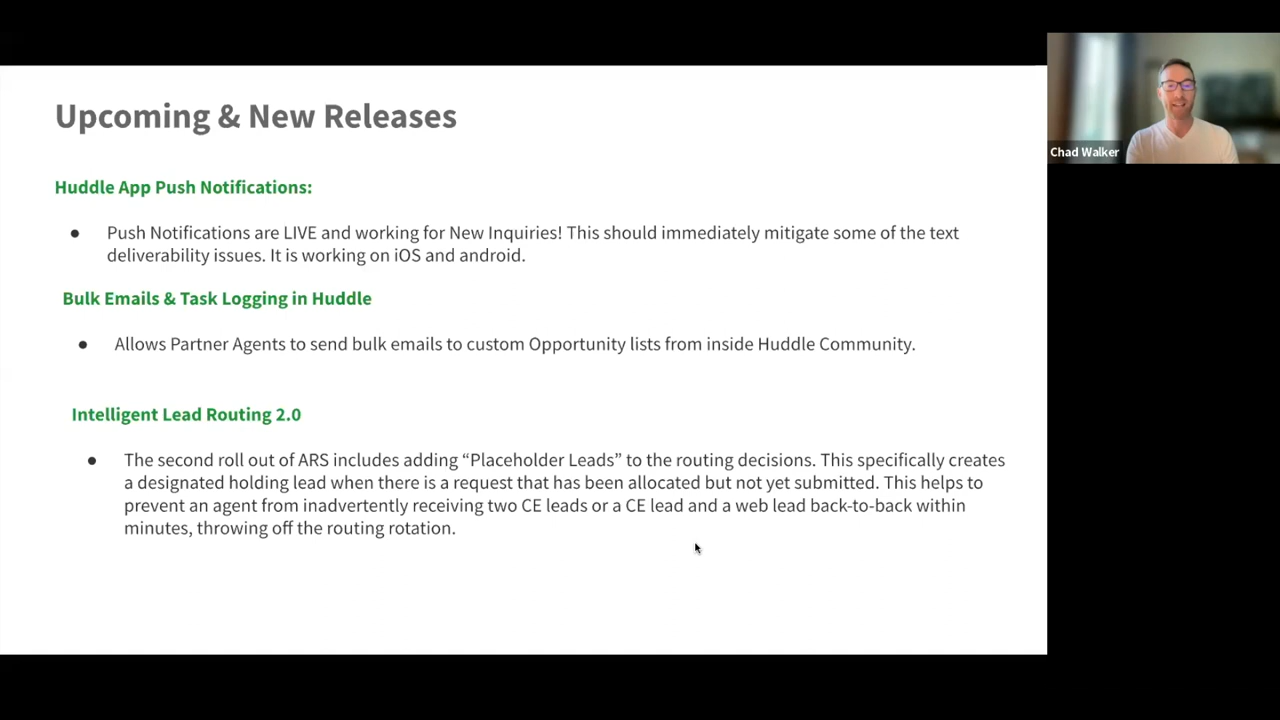 Upcoming & New Releases
Chad Walker
Huddle App Push Notifications:
● Push Notifications are LIVE and working for New Inquiries! This should immediately mitigate some of the text
deliverability issues. It is working on iOS and android.
Bulk Emails & Task Logging in Huddle
● Allows Partner Agents to send bulk emails to custom Opportunity lists from inside Huddle Community.
Intelligent Lead Routing 2.0
● The second roll out of ARS includes adding “Placeholder Leads” to the routing decisions. This specifically creates
a designated holding lead when there is a request that has been allocated but not yet submitted. This helps to
prevent an agent from inadvertently receiving two CE leads or a CE lead and a web lead back-to-back within
minutes, throwing off the routing rotation.